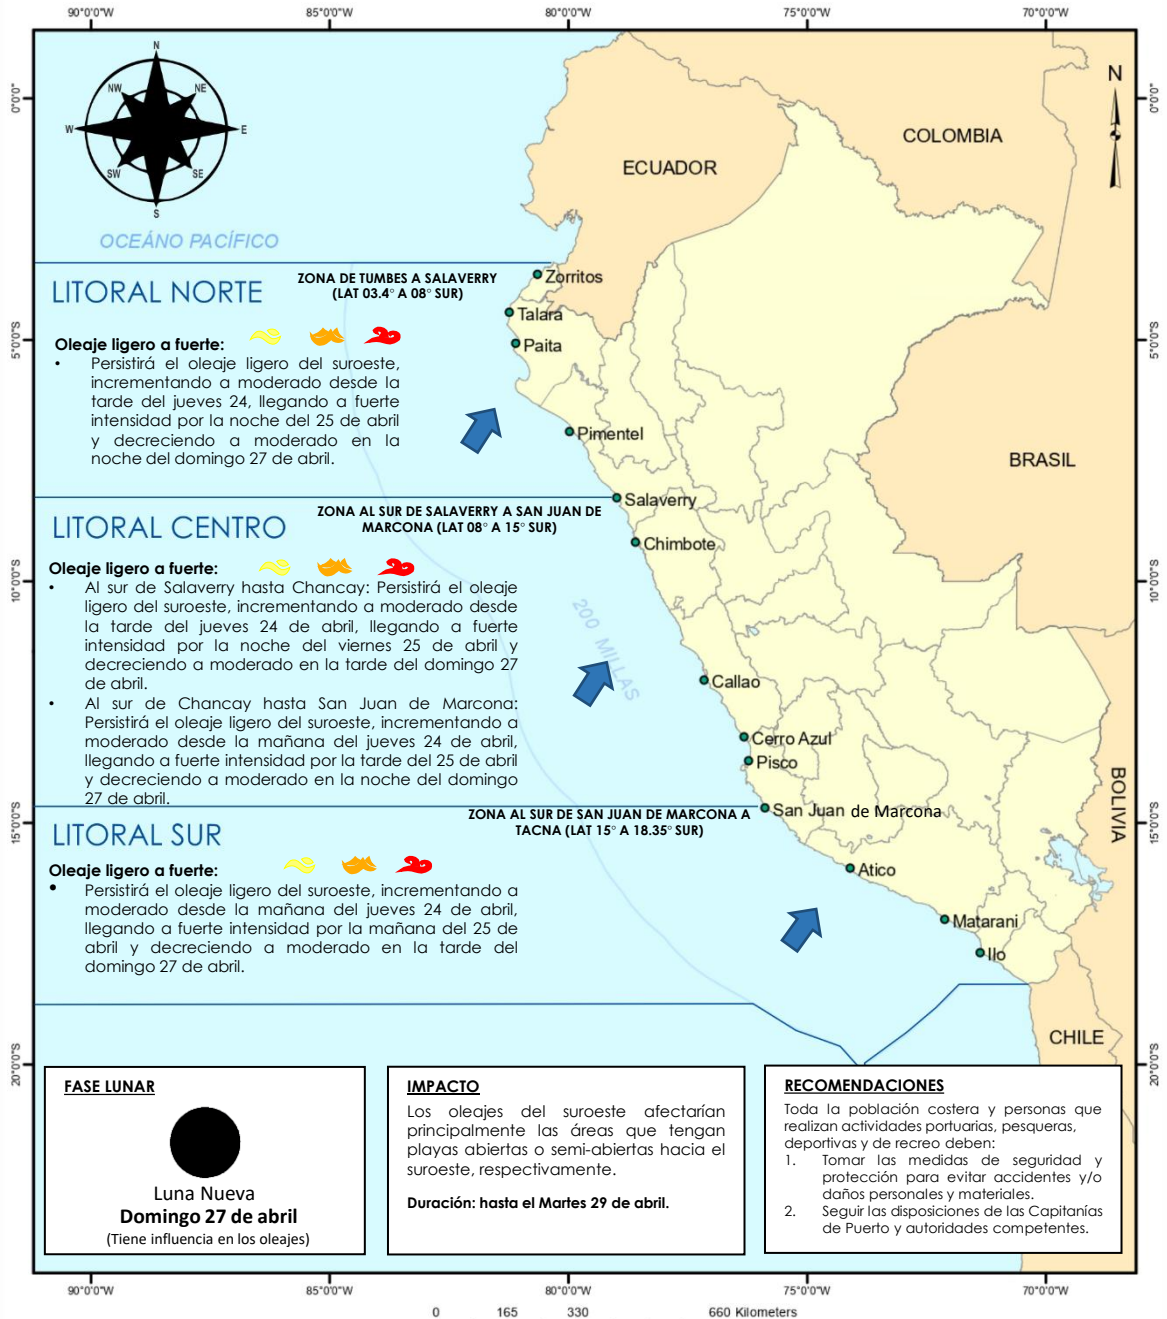 90°0'0"W
85°0'0"W
80°0'0"W
75°0'0"W
70°0'0"W
0°0'0"
5°0'0"S
10°0'0"S
15°0'0"S
20°0'0"S
0°0'0"
5°0'0"S
10°0'0"S
15°0'0"S
20°0'0"S
N
NE
E
SE
S
SW
W
NW
N
OCEÁNO PACÍFICO
ECUADOR
COLOMBIA
BRASIL
BOLIVIA
CHILE
200 MILLAS
Zorritos
Talara
Paita
Pimentel
Salaverry
Chimbote
Callao
Cerro Azul
Pisco
San Juan de Marcona
Atico
Matarani
Ilo
LITORAL NORTE
ZONA DE TUMBES A SALAVERRY
(LAT 03.4° A 08° SUR)
Oleaje ligero a fuerte:
• Persistirá el oleaje ligero del suroeste,
incrementando a moderado desde la
tarde del jueves 24, llegando a fuerte
intensidad por la noche del 25 de abril
y decreciendo a moderado en la
noche del domingo 27 de abril.
LITORAL CENTRO
ZONA AL SUR DE SALAVERRY A SAN JUAN DE
MARCONA (LAT 08° A 15° SUR)
Oleaje ligero a fuerte:
• Al sur de Salaverry hasta Chancay: Persistirá el oleaje
ligero del suroeste, incrementando a moderado desde
la tarde del jueves 24 de abril, llegando a fuerte
intensidad por la noche del viernes 25 de abril y
decreciendo a moderado en la tarde del domingo 27
de abril.
• Al sur de Chancay hasta San Juan de Marcona:
Persistirá el oleaje ligero del suroeste, incrementando a
moderado desde la mañana del jueves 24 de abril,
llegando a fuerte intensidad por la tarde del 25 de abril
y decreciendo a moderado en la noche del domingo
27 de abril.
LITORAL SUR
ZONA AL SUR DE SAN JUAN DE MARCONA A
TACNA (LAT 15° A 18.35° SUR)
Oleaje ligero a fuerte:
• Persistirá el oleaje ligero del suroeste, incrementando a
moderado desde la mañana del jueves 24 de abril,
llegando a fuerte intensidad por la mañana del 25 de
abril y decreciendo a moderado en la tarde del
domingo 27 de abril.
FASE LUNAR
Luna Nueva
Domingo 27 de abril
(Tiene influencia en los oleajes)
IMPACTO
Los oleajes del suroeste afectarían
principalmente las áreas que tengan
playas abiertas o semi-abiertas hacia el
suroeste, respectivamente.
Duración: hasta el Martes 29 de abril.
RECOMENDACIONES
Toda la población costera y personas que
realizan actividades portuarias, pesqueras,
deportivas y de recreo deben:
1. Tomar las medidas de seguridad y
protección para evitar accidentes y/o
daños personales y materiales.
2. Seguir las disposiciones de las Capitanías
de Puerto y autoridades competentes.
90°0'0"W
85°0'0"W
80°0'0"W
75°0'0"W
70°0'0"W
0 165 330 660 Kilometers